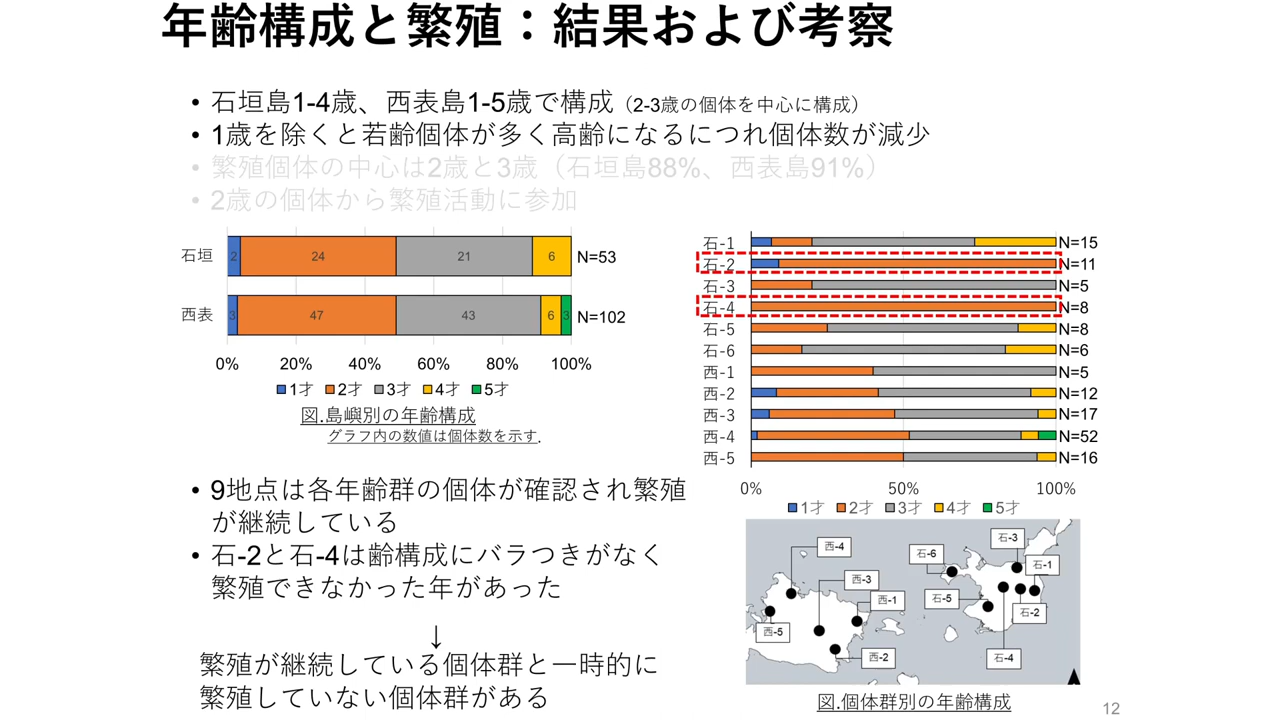 年齢構成と繁殖：結果および考察
• 石垣島1-4歳、西表島1-5歳で構成（2-3歳の個体を中心に構成）
• 1歳を除くと若齢個体が多く高齢になるにつれ個体数が減少
• 繁殖個体の中心は2歳と3歳（石垣島88%、西表島91%）
• 2歳の個体から繁殖活動に参加
石垣 2 24 21 6 N=53
西表 3 47 43 6 3 N=102
0% 20% 40% 60% 80% 100%
1才 2才 3才 4才 5才
図.島嶼別の年齢構成
グラフ内の数値は個体数を示す.
石-1 N=15
石-2 N=11
石-3 N=5
石-4 N=8
石-5 N=8
石-6 N=6
西-1 N=5
西-2 N=12
西-3 N=17
西-4 N=52
西-5 N=16
0% 50% 100%
1才 2才 3才 4才 5才
• 9地点は各年齢群の個体が確認され繁殖
が継続している
• 石-2と石-4は齢構成にバラつきがなく
繁殖できなかった年があった
↓
繁殖が継続している個体群と一時的に
繁殖していない個体群がある
西-4
西-3
西-1
西-5
西-2
石-6
石-3
石-1
石-5
石-2
石-4
図.個体群別の年齢構成
12